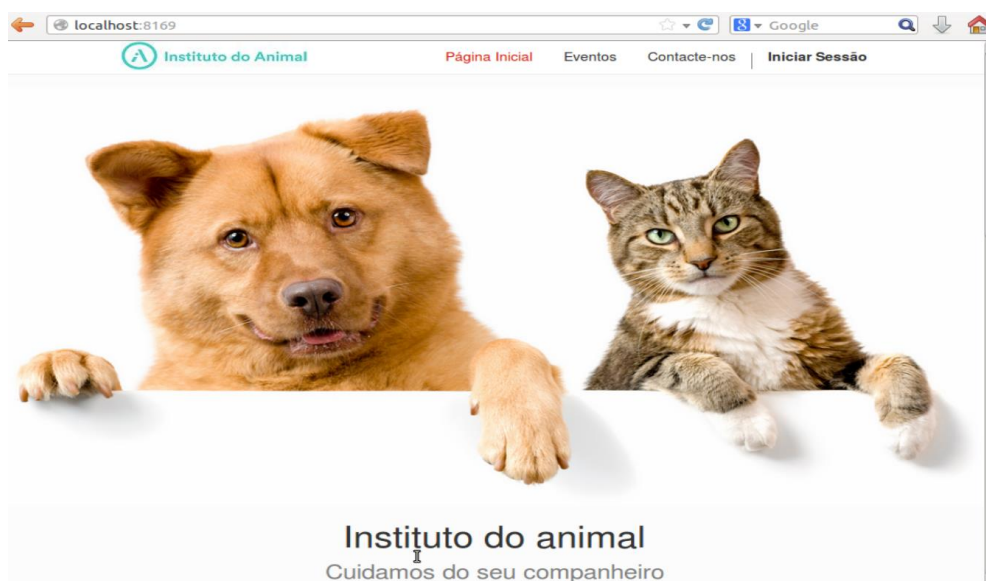 localhost:8169
Google
Instituto do Animal
Página Inicial Eventos Contacte-nos Iniciar Sessão
Instituto do animal
Cuidamos do seu companheiro